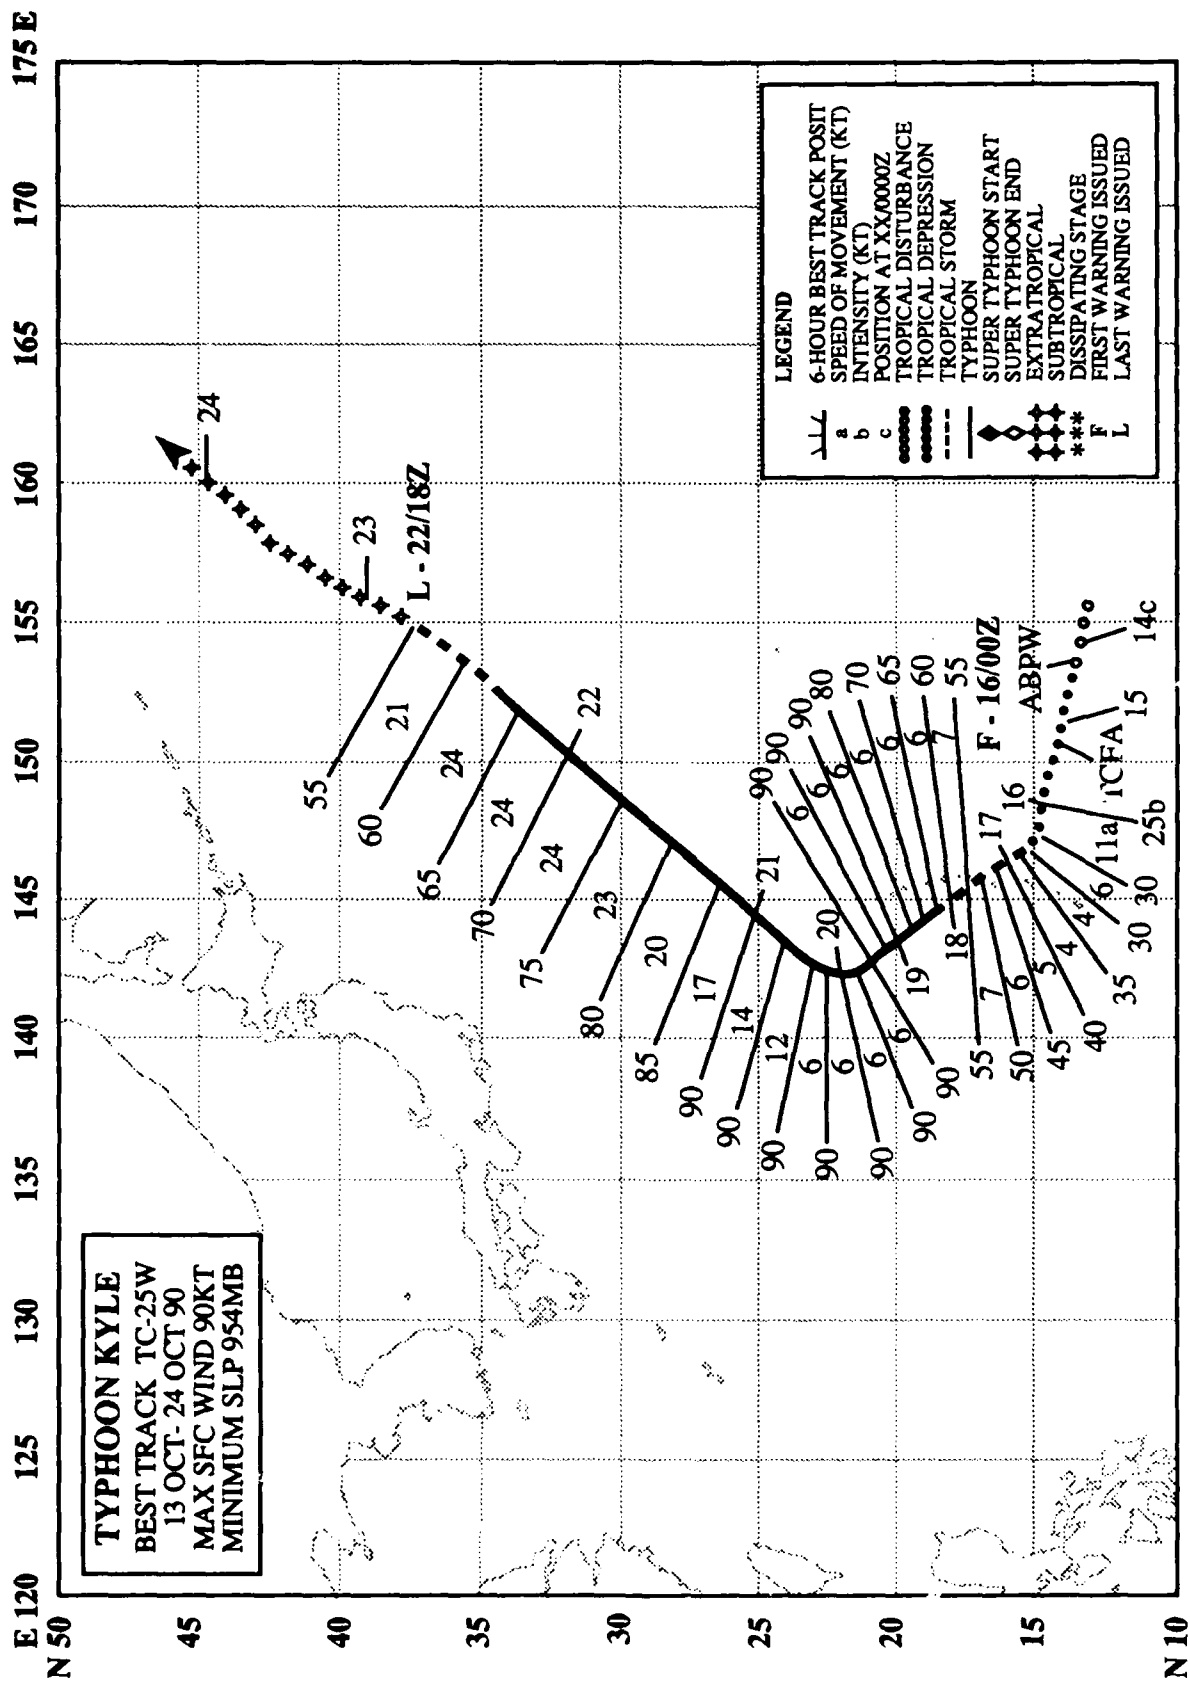 TYPHOON KYLE
BEST TRACK TC-25W
13 OCT- 24 OCT 90
MAX SFC WIND 90KT
MINIMUM SLP 954MB
E 120
125
130
135
140
145
150
155
160
165
170
175 E
N 50
45
40
35
30
25
20
15
N 10
24
23
L - 22/18Z
55
21
60
24
65
24
70
24
22
75
23
80
20
85
17
21
90
14
90
12
90
6
90
6
20
90
6
90
6
90
90
6
90
6
90
6
80
6
70
6
65
6
60
7
55
19
18
55
7
50
6
45
5
40
4
35
4
30
6
30
11a
25b
17
16
F - 16/00Z
ABPW
TCFA
15
14c
LEGEND
6-HOUR BEST TRACK POSIT
a SPEED OF MOVEMENT (KT)
b INTENSITY (KT)
c POSITION AT XX/0000Z
TROPICAL DISTURBANCE
TROPICAL DEPRESSION
TROPICAL STORM
TYPHOON
SUPER TYPHOON START
SUPER TYPHOON END
EXTRATROPICAL
SUBTROPICAL
*** DISSIPATING STAGE
F FIRST WARNING ISSUED
L LAST WARNING ISSUED